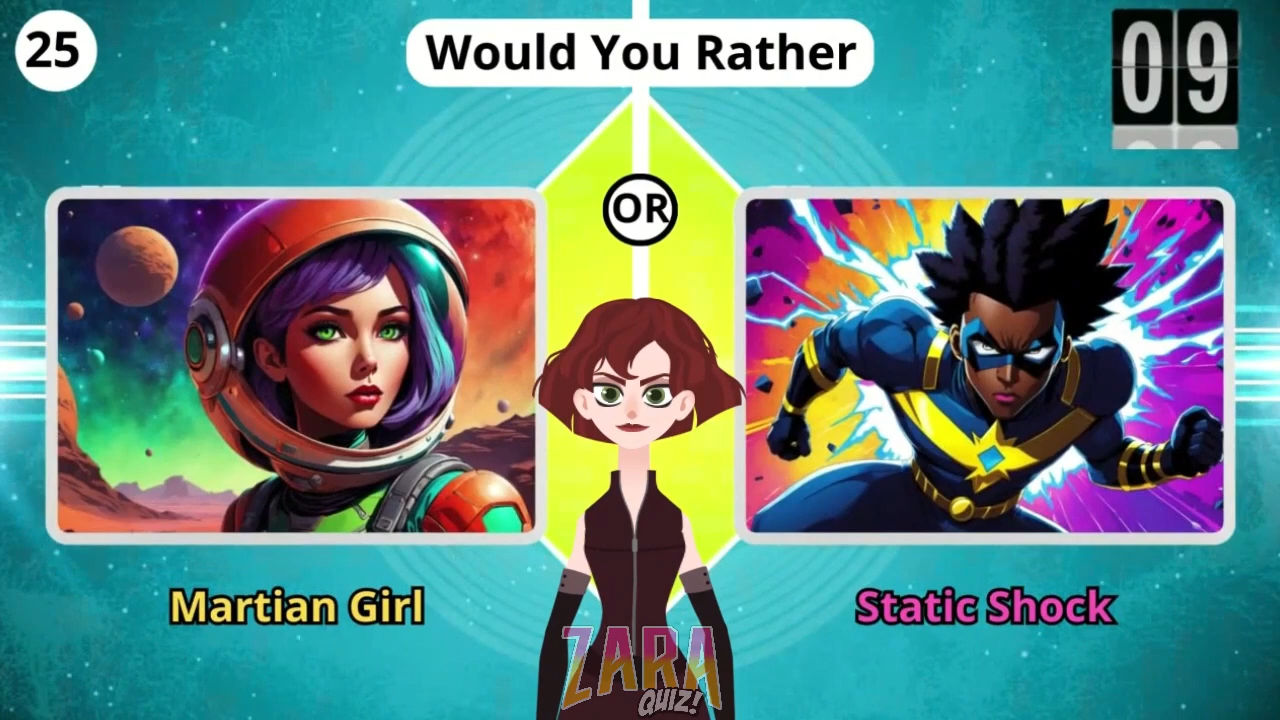 25
Would You Rather
09
OR
Martian Girl
Static Shock
ZARA
QUIZ!